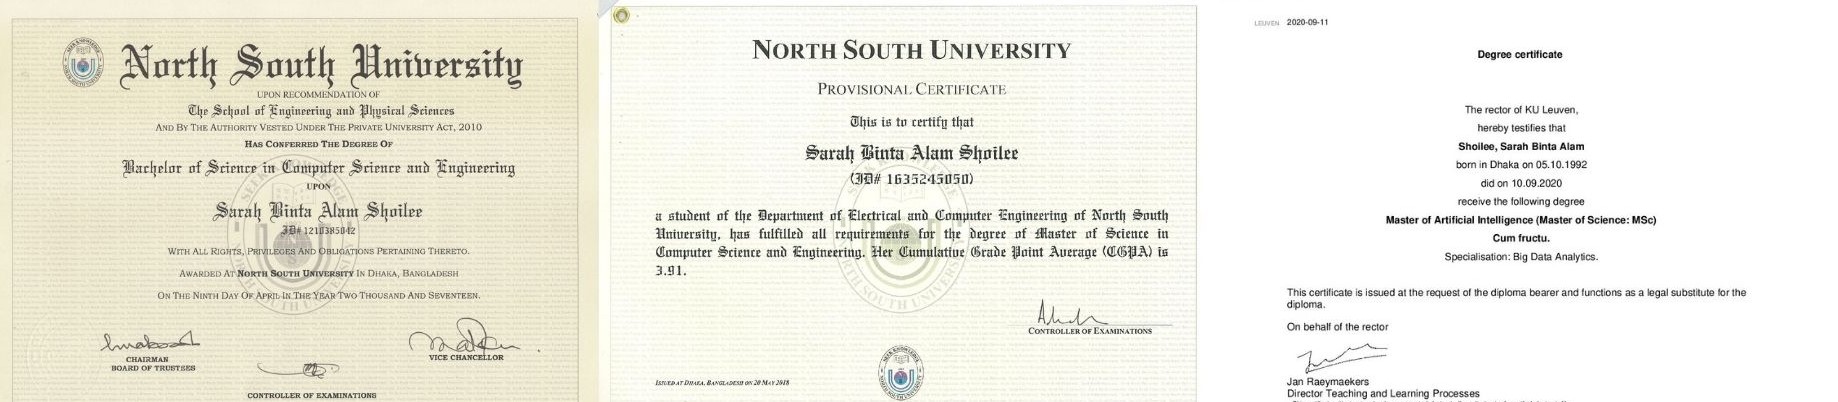 North South University
UPON RECOMMENDATION OF
The School of Engineering and Physical Sciences
AND BY THE AUTHORITY VESTED UNDER THE PRIVATE UNIVERSITY ACT, 2010
HAS CONFERRED THE DEGREE OF
Bachelor of Science in Computer Science and Engineering
UPON
Sarah Binta Alam Shoilee
ID# 1210385042
WITH ALL RIGHTS, PRIVILEGES AND OBLIGATIONS PERTAINING THERETO.
AWARDED AT NORTH SOUTH UNIVERSITY IN DHAKA, BANGLADESH
ON THE NINTH DAY OF APRIL IN THE YEAR TWO THOUSAND AND SEVENTEEN.
CHAIRMAN
BOARD OF TRUSTEES
VICE CHANCELLOR
CONTROLLER OF EXAMINATIONS
NORTH SOUTH UNIVERSITY
PROVISIONAL CERTIFICATE
This is to certify that
Sarah Binta Alam Shoilee
(ID# 1635245050)
a student of the Department of Electrical and Computer Engineering of North South
University, has fulfilled all requirements for the degree of Master of Science in
Computer Science and Engineering. Her Cumulative Grade Point Average (CGPA) is
3.91.
CONTROLLER OF EXAMINATIONS
ISSUED AT DHAKA, BANGLADESH ON 20 MAY 2018
LEUVEN 2020-09-11
Degree certificate
The rector of KU Leuven,
hereby testifies that
Shoilee, Sarah Binta Alam
born in Dhaka on 05.10.1992
did on 10.09.2020
receive the following degree
Master of Artificial Intelligence (Master of Science: MSc)
Cum fructu.
Specialisation: Big Data Analytics.
This certificate is issued at the request of the diploma bearer and functions as a legal substitute for the
diploma.
On behalf of the rector
Jan Raeymaekers
Director Teaching and Learning Processes